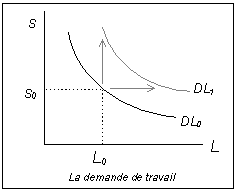 S
DL₁
S₀
DL₀
L₀
L
La demande de travail